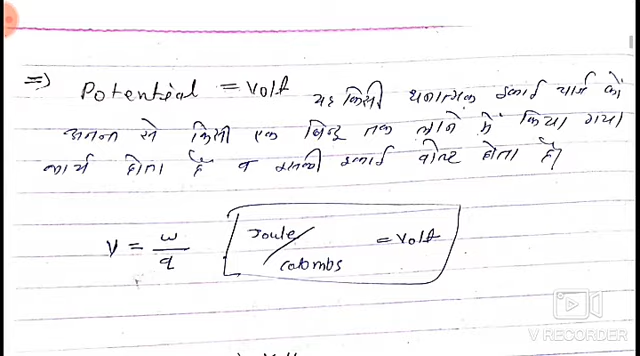 => Potential = Volt यह किसी धनात्मक इकाई चार्ज को
अनन्त से किसी एक बिन्दु तक लाने में किया गया
कार्य होता है व इसकी इकाई वोल्ट होता है।
V = w/q [Joule/Colombs = Volt]
V RECORDER